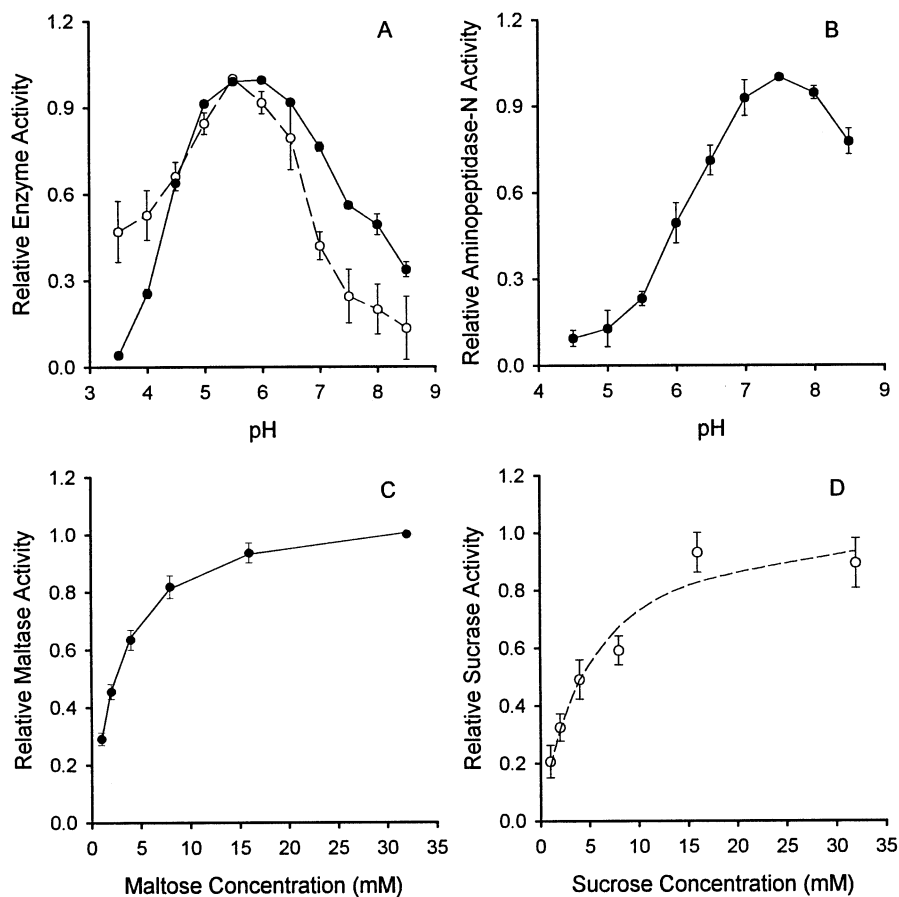 A
Relative Enzyme Activity
1.2
0.9
0.6
0.3
0.0
3 4 5 6 7 8 9
pH
B
Relative Aminopeptidase-N Activity
1.2
0.9
0.6
0.3
0.0
4 5 6 7 8 9
pH
C
Relative Maltase Activity
1.2
1.0
0.8
0.6
0.4
0.2
0.0
0 5 10 15 20 25 30 35
Maltose Concentration (mM)
D
Relative Sucrase Activity
1.2
1.0
0.8
0.6
0.4
0.2
0.0
0 5 10 15 20 25 30 35
Sucrose Concentration (mM)